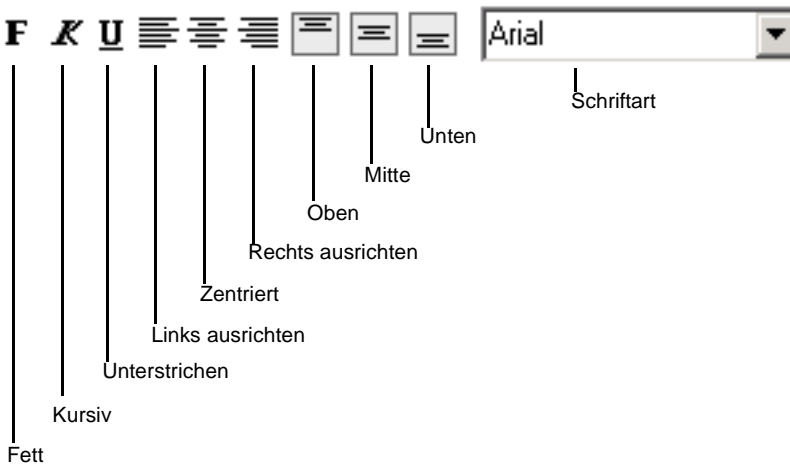 F K U Arial
Schriftart
Unten
Mitte
Oben
Rechts ausrichten
Zentriert
Links ausrichten
Unterstrichen
Kursiv
Fett